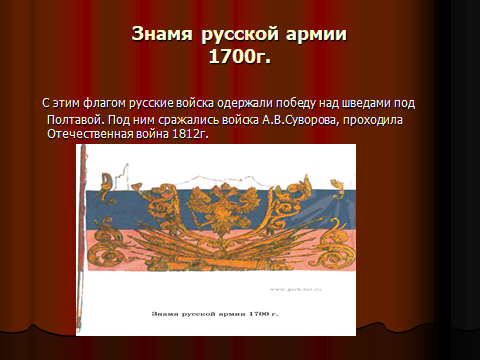 Знамя русской армии
1700г.
С этим флагом русские войска одержали победу над шведами под
Полтавой. Под ним сражались войска А.В.Суворова, проходила
Отечественная война 1812г.
Знамя русской армии 1700 г.